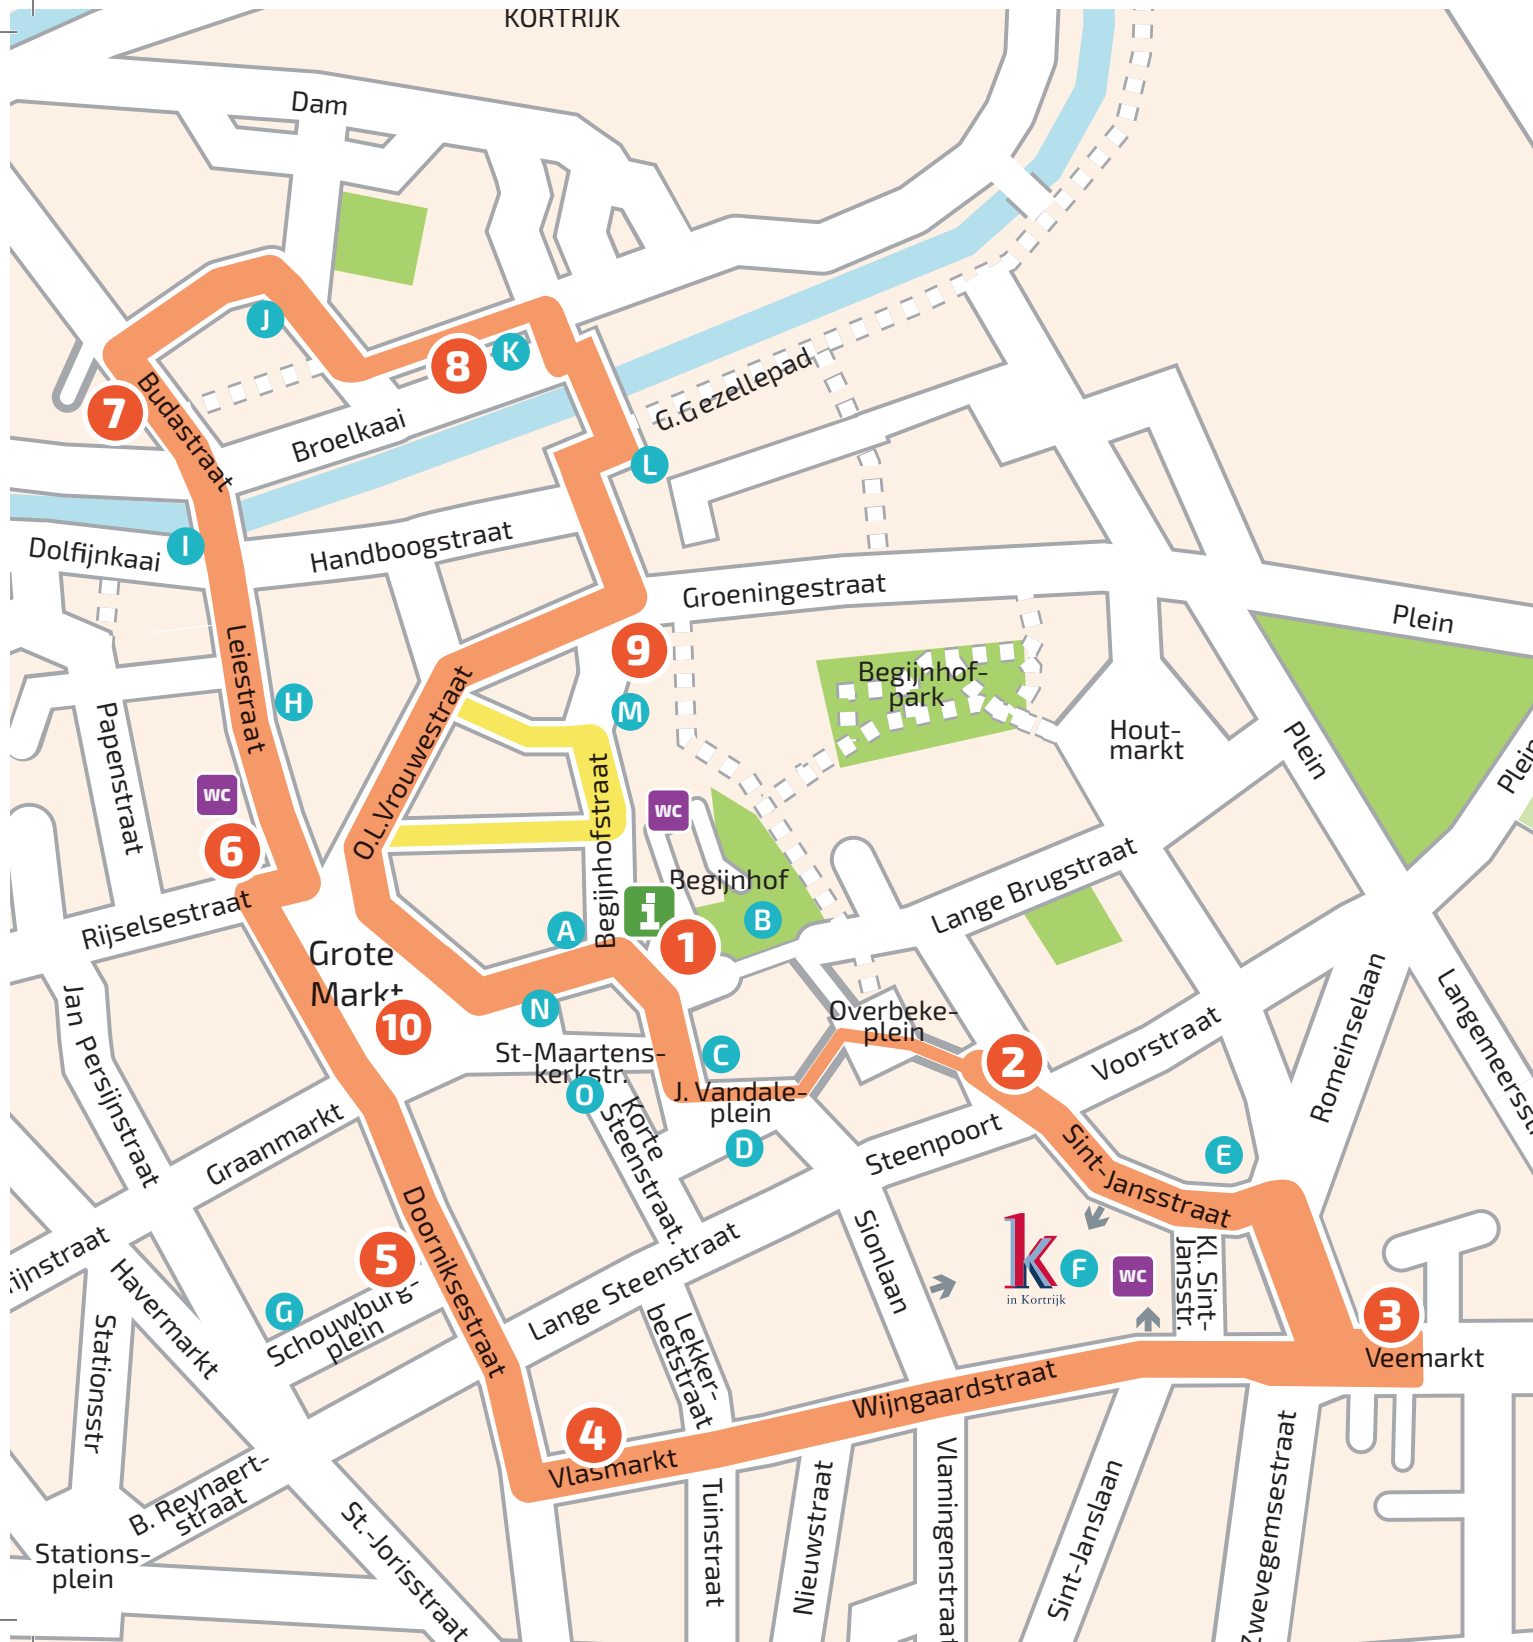 KORTRIJK
Dam
J
K
8
7
Budastraat
Broelkaai
G.Gezellepad
L
I
Dolfijnkaai
Handboogstraat
Groeningestraat
Plein
Leiestraat
9
H
M
Begijnhof-
park
Hout-
markt
Plein
Plein
Papenstraat
O.L.Vrouwestraat
Begijnhofstraat
wc
wc
6
Begijnhof
Lange Brugstraat
i
A
B
1
Rijselsestraat
Grote
Markt
10
N
Overbeke-
plein
Jan Persijnstraat
St-Maartens-
kerkstr.
C
2
Voorstraat
Romeinselaan
O
J. Vandale-
plein
Korte
Steenstraat.
D
Steenpoort
E
Graanmarkt
Sint-Jansstraat
Doorniksestraat
Sionlaan
k
in Kortrijk
F
wc
Kl. Sint-
Jansstr.
5
G
Schouwburg-
plein
Lange Steenstraat
Havermarkt
Stationsstr
Lekker-
beetstraat
3
Veemarkt
Wijngaardstraat
4
Vlasmarkt
B. Reynaert-
straat
Stations-
plein
St.-Jorisstraat
Tuinstraat
Nieuwstraat
Vlamingenstraat
Sint-Janslaan
Zwevegemsestraat